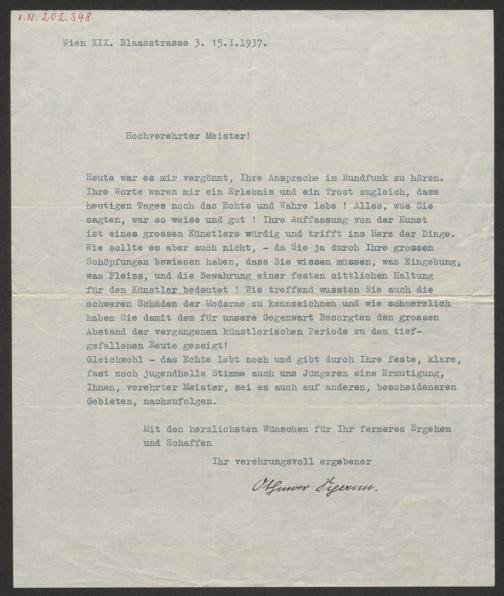 I.N. 202.348
Wien XIX. Blaasstrasse 3. 15.I.1937.
Hochverehrter Meister!
Heute war es mir vergönnt, Ihre Ansprache im Rundfunk zu hören.
Ihre Worte waren mir ein Erlebnis und ein Trost zugleich, dass
heutigen Tages noch das Echte und Wahre lebe ! Alles, was Sie
sagten, war so weise und gut ! Ihre Auffassung von der Kunst
ist eines grossen Künstlers würdig und trifft ins Herz der Dinge.
Wie sollte es aber auch nicht, - da Sie ja durch Ihre grossen
Schöpfungen bewiesen haben, dass Sie wissen müssen, was Eingebung,
was Fleiss, und die Bewahrung einer festen sittlichen Haltung
für den Künstler bedeutet ! Wie treffend wussten Sie auch die
schweren Schäden der Moderne zu kennzeichnen und wie schmerzlich
haben Sie damit dem für unsere Gegenwart Besorgten den grossen
Abstand der vergangenen künstlerischen Periode zu dem tief-
gefallenen Heute gezeigt!
Gleichwohl - das Echte lebt noch und gibt durch Ihre feste, klare,
fast noch jugendhelle Stimme auch uns Jüngeren eine Ermutigung,
Ihnen, verehrter Meister, sei es auch auf anderen, bescheideneren
Gebieten, nachzufolgen.
Mit den herzlichsten Wünschen für Ihr ferneres Ergehen
und Schaffen
Ihr verehrungsvoll ergebener
Othmar